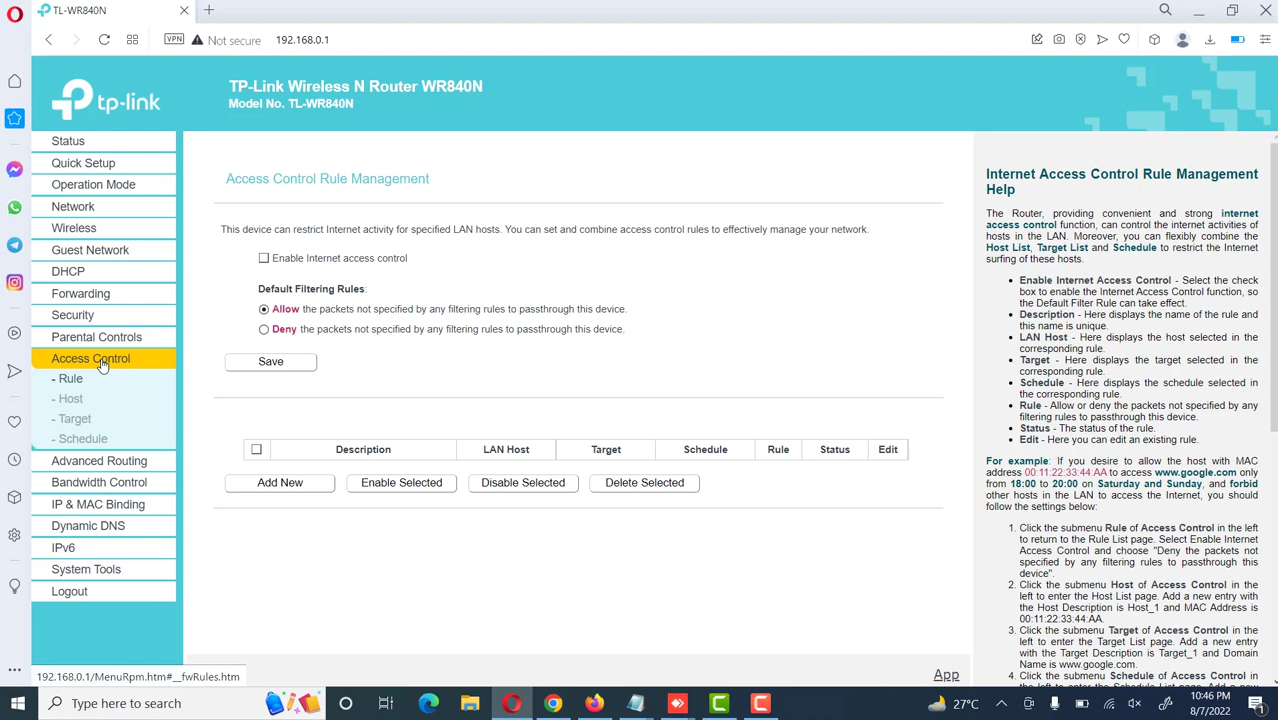 TL-WR840N
VPN
Not secure
192.168.0.1
tp-link
TP-Link Wireless N Router WR840N
Model No. TL-WR840N
Status
Quick Setup
Operation Mode
Network
Wireless
Guest Network
DHCP
Forwarding
Security
Parental Controls
Access Control
- Rule
- Host
- Target
- Schedule
Advanced Routing
Bandwidth Control
IP & MAC Binding
Dynamic DNS
IPv6
System Tools
Logout
Access Control Rule Management
This device can restrict Internet activity for specified LAN hosts. You can set and combine access control rules to effectively manage your network.
Enable Internet access control
Default Filtering Rules:
Allow the packets not specified by any filtering rules to passthrough this device.
Deny the packets not specified by any filtering rules to passthrough this device.
Save
Description LAN Host Target Schedule Rule Status Edit
Add New Enable Selected Disable Selected Delete Selected
App
Internet Access Control Rule Management
Help
The Router, providing convenient and strong internet
access control function, can control the internet activities of
hosts in the LAN. Moreover, you can flexibly combine the
Host List, Target List and Schedule to restrict the Internet
surfing of these hosts.
• Enable Internet Access Control - Select the check
box to enable the Internet Access Control function, so
the Default Filter Rule can take effect.
• Description - Here displays the name of the rule and
this name is unique.
• LAN Host - Here displays the host selected in the
corresponding rule.
• Target - Here displays the target selected in the
corresponding rule.
• Schedule - Here displays the schedule selected in
the corresponding rule.
• Rule - Allow or deny the packets not specified by any
filtering rules to passthrough this device.
• Status - The status of the rule.
• Edit - Here you can edit an existing rule.
For example: If you desire to allow the host with MAC
address 00:11:22:33:44:AA to access www.google.com only
from 18:00 to 20:00 on Saturday and Sunday, and forbid
other hosts in the LAN to access the Internet, you should
follow the settings below:
1. Click the submenu Rule of Access Control in the left
to return to the Rule List page. Select Enable Internet
Access Control and choose "Deny the packets not
specified by any filtering rules to passthrough this
device".
2. Click the submenu Host of Access Control in the
left to enter the Host List page. Add a new entry with
the Host Description is Host_1 and MAC Address is
00:11:22:33:44:AA.
3. Click the submenu Target of Access Control in the
left to enter the Target List page. Add a new entry
with the Target Description is Target_1 and Domain
Name is www.google.com.
4. Click the submenu Schedule of Access Control in
192.168.0.1/MenuRpm.htm#__fwRules.htm
Type here to search
27°C
10:46 PM
8/7/2022
1